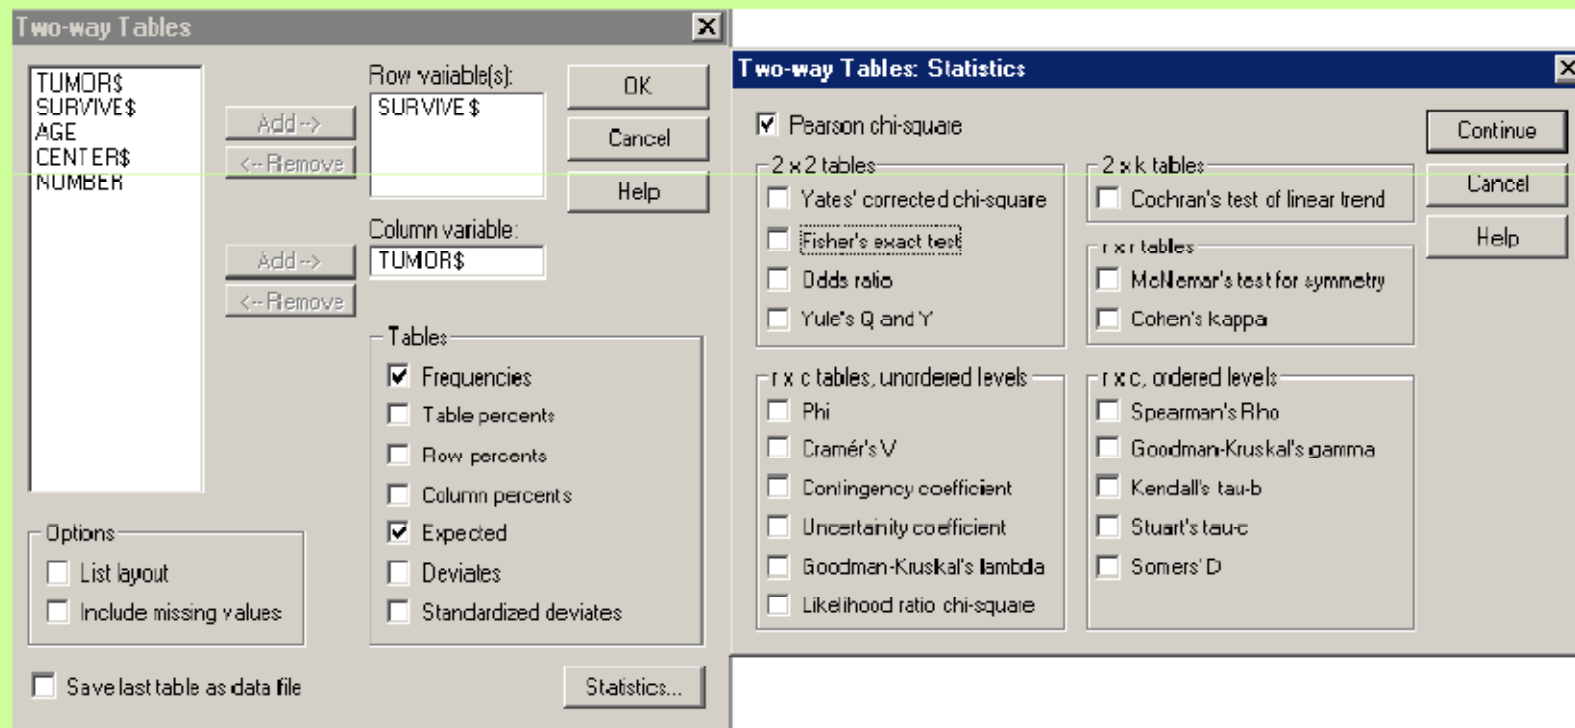 Two-way Tables
TUMOR$
SURVIVE$
AGE
CENTER$
NUMBER
Add-->
<-- Remove
Row variable(s):
SURVIVE$
OK
Cancel
Help
Add-->
<-- Remove
Column variable:
TUMOR$
Tables
Frequencies
Table percents
Row percents
Column percents
Expected
Deviates
Standardized deviates
Options
List layout
Include missing values
Save last table as data file
Statistics...
Two-way Tables: Statistics
Pearson chi-square
Continue
Cancel
Help
2 x 2 tables
Yates' corrected chi-square
Fisher's exact test
Odds ratio
Yule's Q and Y
2 x k tables
Cochran's test of linear trend
r x r tables
McNemar's test for symmetry
Cohen's kappa
r x c tables, unordered levels
Phi
Cramér's V
Contingency coefficient
Uncertainity coefficient
Goodman-Kruskal's lambda
Likelihood ratio chi-square
r x c, ordered levels
Spearman's Rho
Goodman-Kruskal's gamma
Kendall's tau-b
Stuart's tau-c
Somers' D